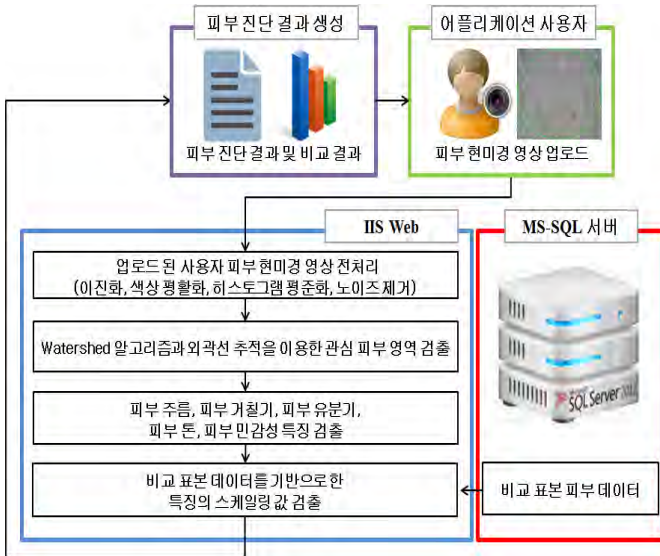 피부 진단 결과 생성
어플리케이션 사용자
피부 진단 결과 및 비교 결과
피부 현미경 영상 업로드
IIS Web
MS-SQL 서버
업로드 된 사용자 피부 현미경 영상 전처리
(이진화, 색상 평활화, 히스토그램 평준화, 노이즈 제거)
Watershed 알고리즘과 외곽선 추적을 이용한 관심 피부 영역 검출
피부 주름, 피부 거칠기, 피부 유분기,
피부 톤, 피부 민감성 특징 검출
비교 표본 데이터를 기반으로한
특징의 스케일링 값 검출
SQL Server
비교 표본 피부 데이터